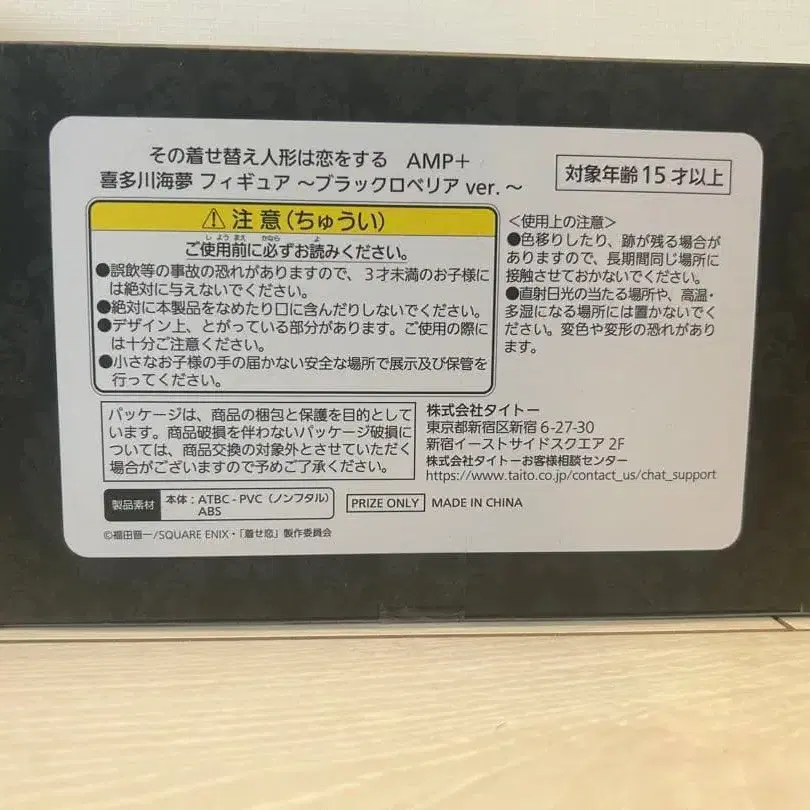 その着せ替え人形は恋をする AMP＋
喜多川海夢 フィギュア ～ブラックロベリア ver.～
対象年齢15才以上
⚠注意(ちゅうい)
ご使用前に必ずお読みください。
しようまえ かなら よ
●誤飲等の事故の恐れがありますので、3才未満のお子様に
は絶対に与えないでください。
●絶対に本製品をなめたり口に含んだりしないでください。
●デザイン上、とがっている部分があります。ご使用の際に
は十分ご注意ください。
●小さなお子様の手の届かない安全な場所で展示及び保管を
行ってください。
＜使用上の注意＞
●色移りしたり、跡が残る場合が
ありますので、長期間同じ場所に
接触させておかないでください。
●直射日光の当たる場所や、高温・
多湿になる場所には置かないでく
ださい。変色や変形の恐れがあり
ます。
パッケージは、商品の梱包と保護を目的として
います。商品破損を伴わないパッケージ破損に
ついては、商品交換の対象外とさせていただく
場合がございますので予めご了承ください。
株式会社タイトー
東京都新宿区新宿 6-27-30
新宿イーストサイドスクエア 2F
株式会社タイトーお客様相談センター
https://www.taito.co.jp/contact_us/chat_support
製品素材
本体：ATBC-PVC（ノンフタル）
ABS
PRIZE ONLY
MADE IN CHINA
©福田晋一/SQUARE ENIX・「着せ恋」製作委員会